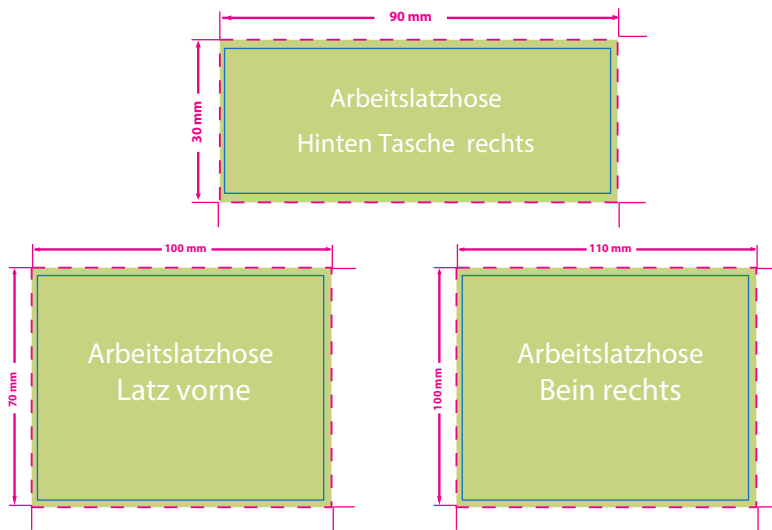 90 mm
30 mm
Arbeitslatzhose
Hinten Tasche rechts
100 mm
70 mm
Arbeitslatzhose
Latz vorne
110 mm
100 mm
Arbeitslatzhose
Bein rechts